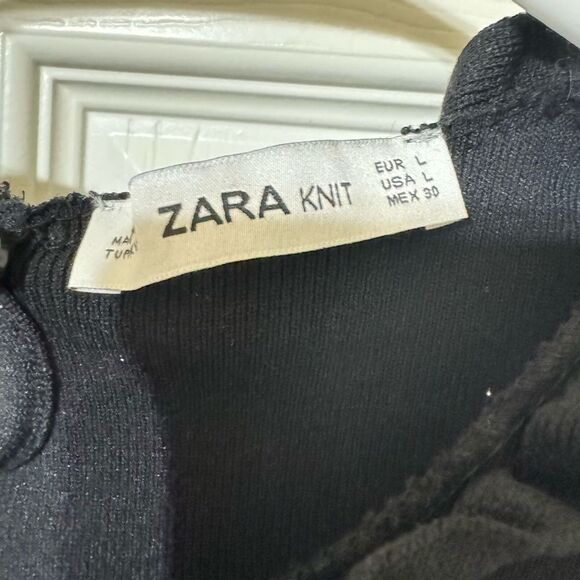 ZARA KNIT
EUR L
USA L
MEX 30